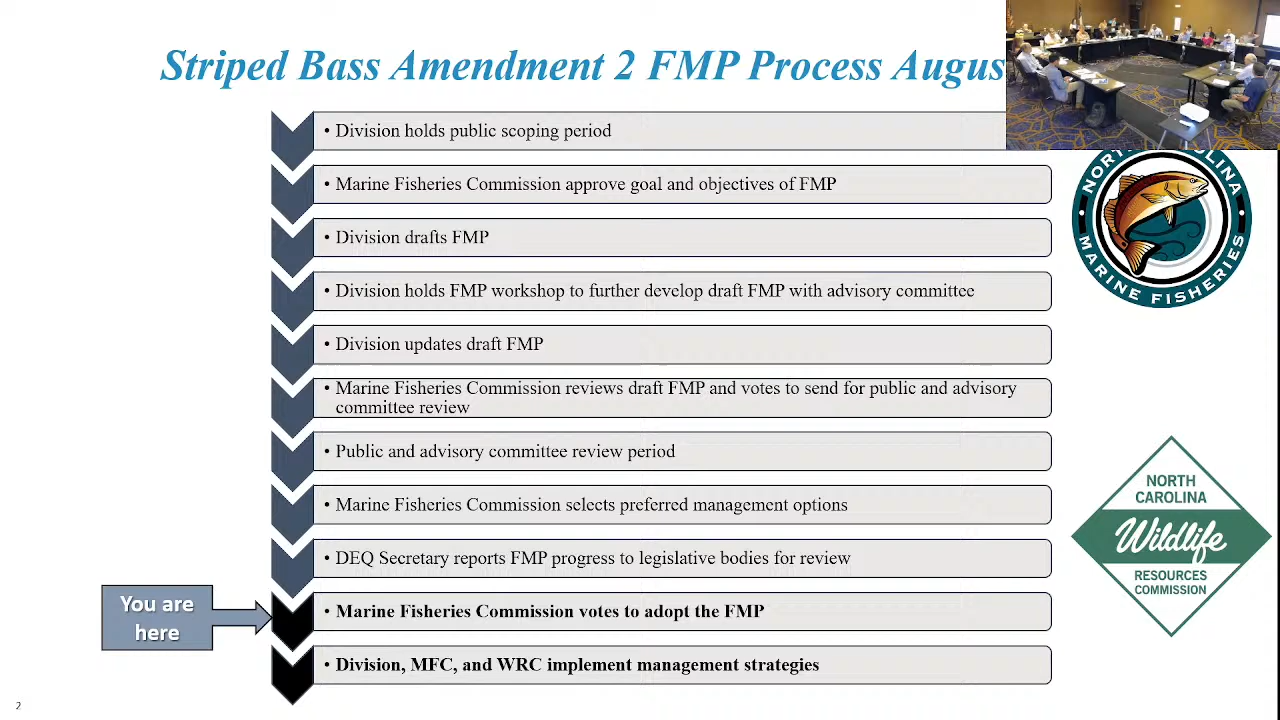 Striped Bass Amendment 2 FMP Process Augus
• Division holds public scoping period
• Marine Fisheries Commission approve goal and objectives of FMP
• Division drafts FMP
• Division holds FMP workshop to further develop draft FMP with advisory committee
• Division updates draft FMP
• Marine Fisheries Commission reviews draft FMP and votes to send for public and advisory
committee review
• Public and advisory committee review period
• Marine Fisheries Commission selects preferred management options
• DEQ Secretary reports FMP progress to legislative bodies for review
You are
here
• Marine Fisheries Commission votes to adopt the FMP
• Division, MFC, and WRC implement management strategies
NORTH CAROLINA
MARINE FISHERIES
NORTH
CAROLINA
Wildlife
RESOURCES
COMMISSION
2